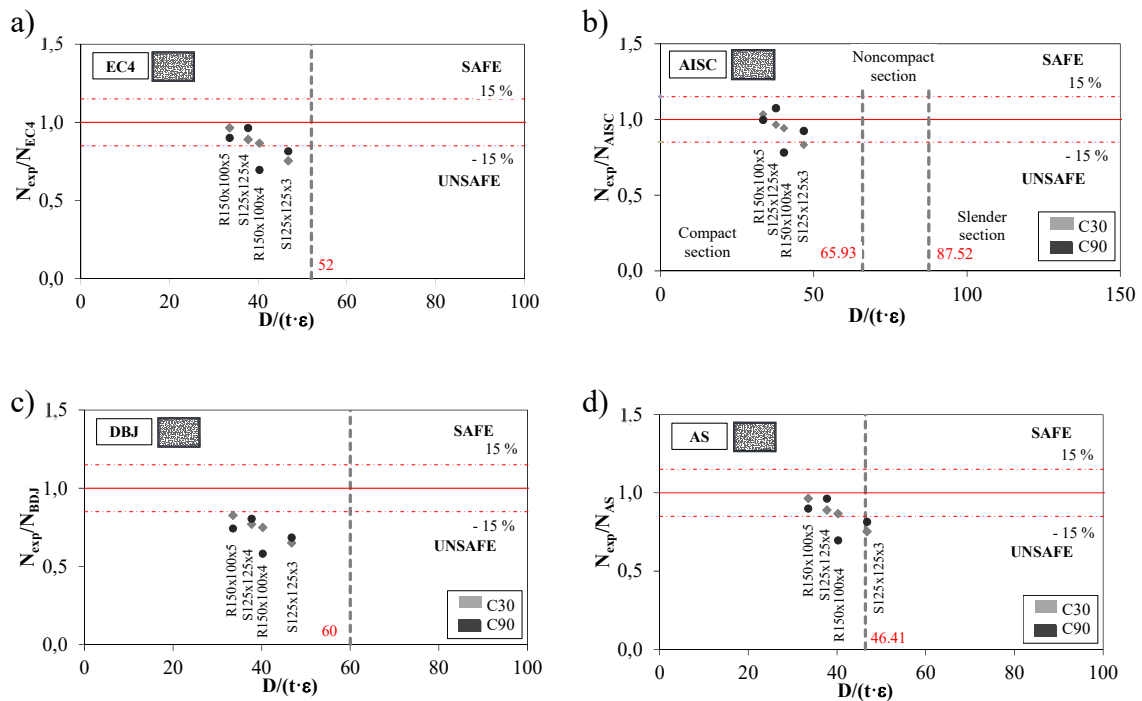 a)
1,5
EC4
SAFE
15 %
1,0
- 15 %
UNSAFE
0,5
0,0
N_exp/N_EC4
R150x100x5
S125x125x4
R150x100x4
S125x125x3
52
0
20
40
60
80
100
D/(t·ε)
b)
1,5
AISC
Noncompact
section
SAFE
15 %
1,0
- 15 %
UNSAFE
0,5
0,0
N_exp/N_AISC
R150x100x5
S125x125x4
R150x100x4
S125x125x3
Compact
section
Slender
section
65.93
87.52
C30
C90
0
50
100
150
D/(t·ε)
c)
1,5
DBJ
SAFE
15 %
1,0
- 15 %
UNSAFE
0,5
0,0
N_exp/N_BDJ
R150x100x5
S125x125x4
R150x100x4
S125x125x3
60
C30
C90
0
20
40
60
80
100
D/(t·ε)
d)
1,5
AS
SAFE
15 %
1,0
- 15 %
UNSAFE
0,5
0,0
N_exp/N_AS
R150x100x5
S125x125x4
R150x100x4
S125x125x3
46.41
C30
C90
0
20
40
60
80
100
D/(t·ε)